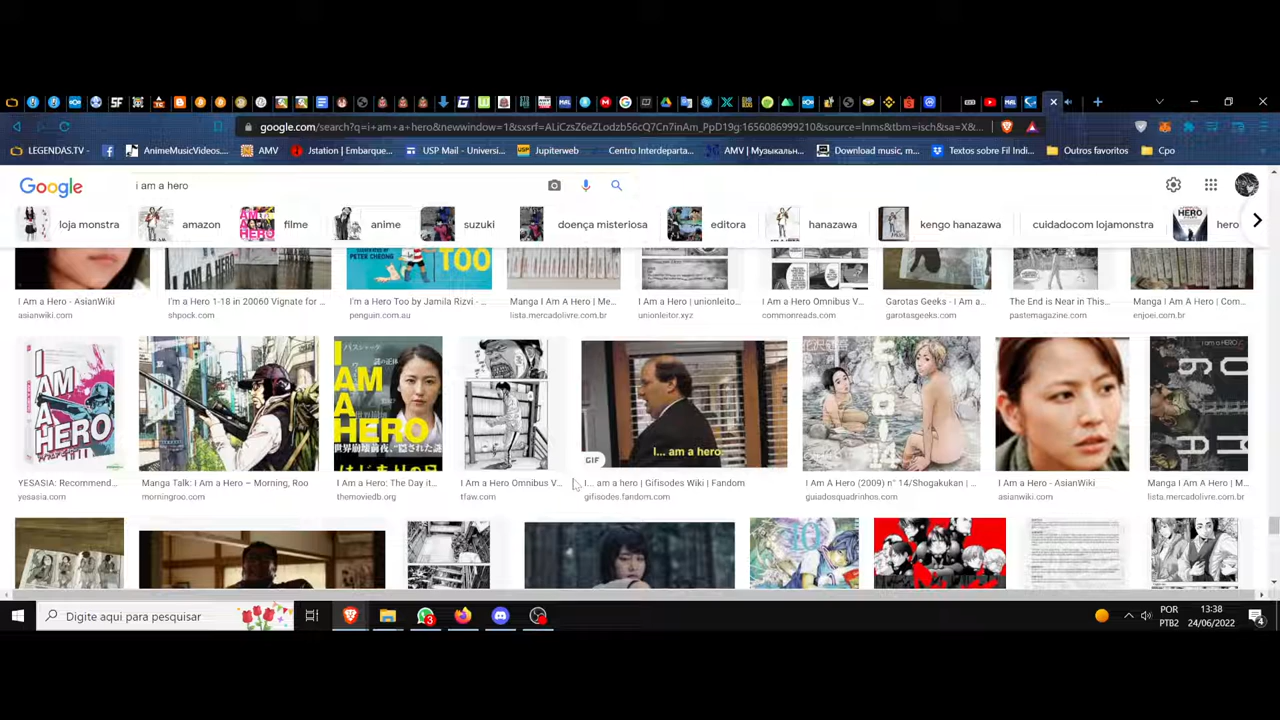 google.com/search?q=i+am+a+hero&newwindow=1&sxsrf=ALiCzsZ6eZLodzb56cQ7Cn7inAm_PpD19g:1656086999210&source=lnms&tbm=isch&sa=X&...
LEGENDAS.TV - ...
AnimeMusicVideos....
AMV
Jstation | Embarque...
USP Mail - Universi...
Jupiterweb
Centro Interdeparta...
AMV | Музыкальн...
Download music, m...
Textos sobre Fil Indi...
Outros favoritos
Cpo
Google
i am a hero
loja monstra
amazon
filme
anime
suzuki
doença misteriosa
editora
hanazawa
kengo hanazawa
cuidadocom lojamonstra
HERO
hero
PETER CHEONG
TOO
I Am a Hero - AsianWiki
asianwiki.com
I'm a Hero 1-18 in 20060 Vignate for ...
shpock.com
I'm a Hero Too by Jamila Rizvi - ...
penguin.com.au
Manga I Am A Hero | Me...
lista.mercadolivre.com.br
I Am a Hero | unionleito...
unionleitor.xyz
I Am a Hero Omnibus V...
commonreads.com
Garotas Geeks - I Am a ...
garotasgeeks.com
The End is Near in This...
pastemagazine.com
Manga I Am A Hero | Com...
enjoei.com.br
I AM A HERO
I AM A HERO
I... am a hero.
GIF
YESASIA: Recommend...
yesasia.com
Manga Talk: I Am a Hero – Morning, Roo
morningroo.com
I Am a Hero: The Day it...
themoviedb.org
I Am a Hero Omnibus V...
tfaw.com
I... am a hero | Gifisodes Wiki | Fandom
gifisodes.fandom.com
I Am A Hero (2009) n° 14/Shogakukan | ...
guiadosquadrinhos.com
I Am a Hero - AsianWiki
asianwiki.com
Manga I Am A Hero | M...
lista.mercadolivre.com.br
Digite aqui para pesquisar
3
POR
PTB2
13:38
24/06/2022
4